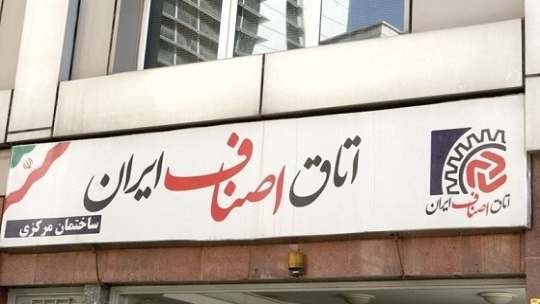 اتاق اصناف ایران
ساختمان مرکزی
اتاق اصناف ایران